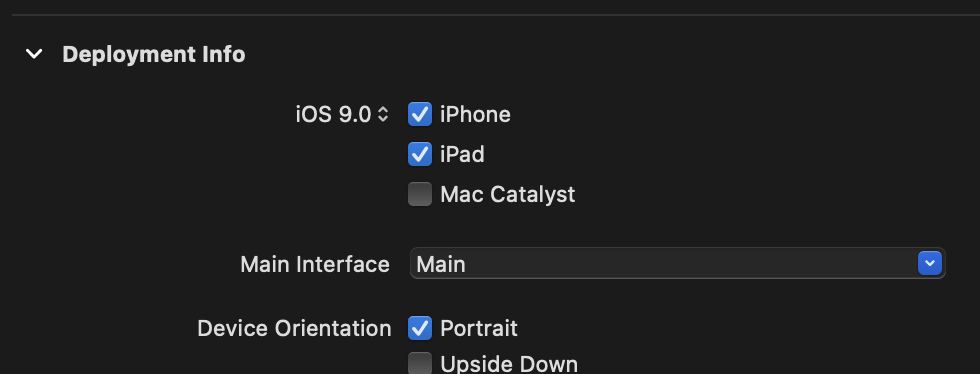 Deployment Info
iOS 9.0 iPhone
iPad
Mac Catalyst
Main Interface Main
Device Orientation Portrait
Upside Down